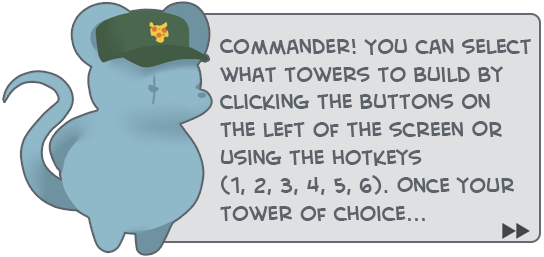 COMMANDER! YOU CAN SELECT
WHAT TOWERS TO BUILD BY
CLICKING THE BUTTONS ON
THE LEFT OF THE SCREEN OR
USING THE HOTKEYS
(1, 2, 3, 4, 5, 6). ONCE YOUR
TOWER OF CHOICE...